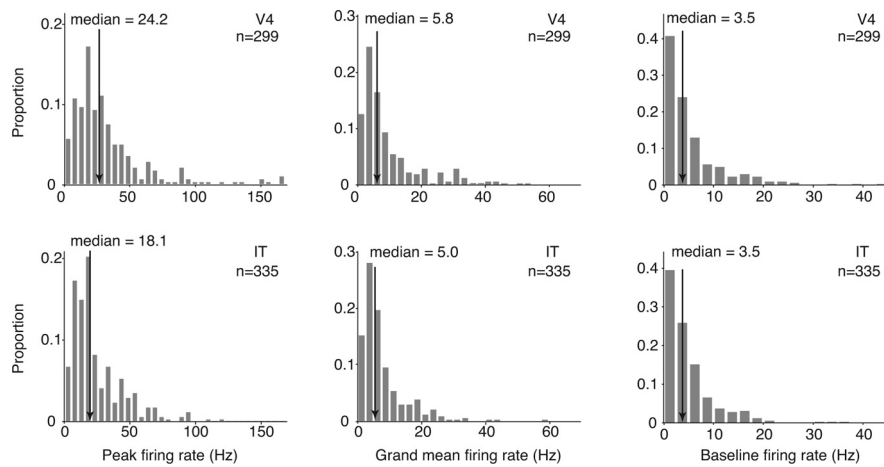 median = 24.2
V4
n=299
0.2
0.1
0
Proportion
0
50
100
150
median = 5.8
V4
n=299
0.3
0.2
0.1
0
0
20
40
60
median = 3.5
V4
n=299
0.4
0.3
0.2
0.1
0
0
10
20
30
40
median = 18.1
IT
n=335
0.2
0.1
0
Proportion
0
50
100
150
Peak firing rate (Hz)
median = 5.0
IT
n=335
0.3
0.2
0.1
0
0
20
40
60
Grand mean firing rate (Hz)
median = 3.5
IT
n=335
0.4
0.3
0.2
0.1
0
0
10
20
30
40
Baseline firing rate (Hz)